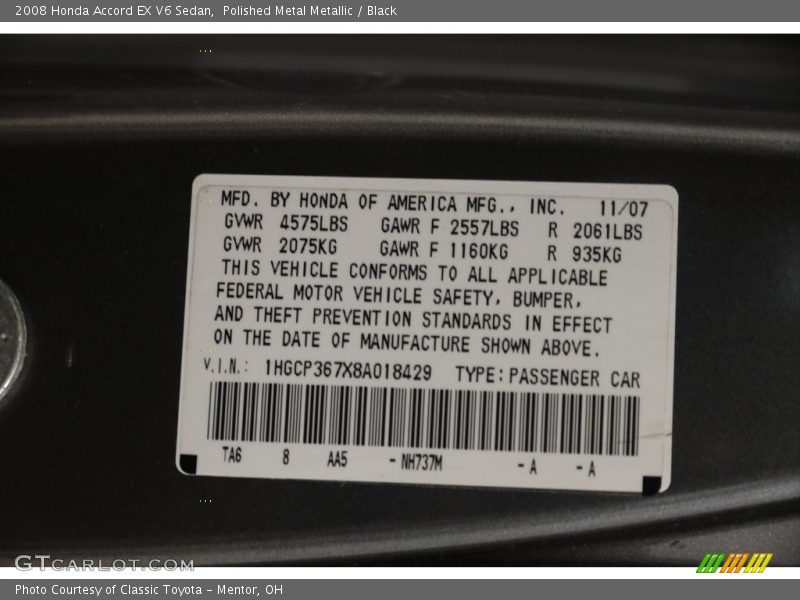 2008 Honda Accord EX V6 Sedan,  Polished Metal Metallic / Black
MFD. BY HONDA OF AMERICA MFG., INC. 11/07
GVWR 4575LBS GAWR F 2557LBS R 2061LBS
GVWR 2075KG GAWR F 1160KG R 935KG
THIS VEHICLE CONFORMS TO ALL APPLICABLE
FEDERAL MOTOR VEHICLE SAFETY, BUMPER,
AND THEFT PREVENTION STANDARDS IN EFFECT
ON THE DATE OF MANUFACTURE SHOWN ABOVE.
V.I.N.: 1HGCP367X8A018429 TYPE:PASSENGER CAR
TA6 8 AA5 -NH737M -A -A
GTCARLOT.COM
Photo Courtesy of Classic Toyota - Mentor, OH